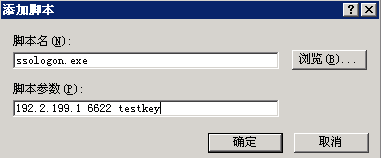 添加脚本
脚本名(N):
ssologon.exe
浏览(B)...
脚本参数(P):
192.2.199.1 6622 testkey
确定
取消